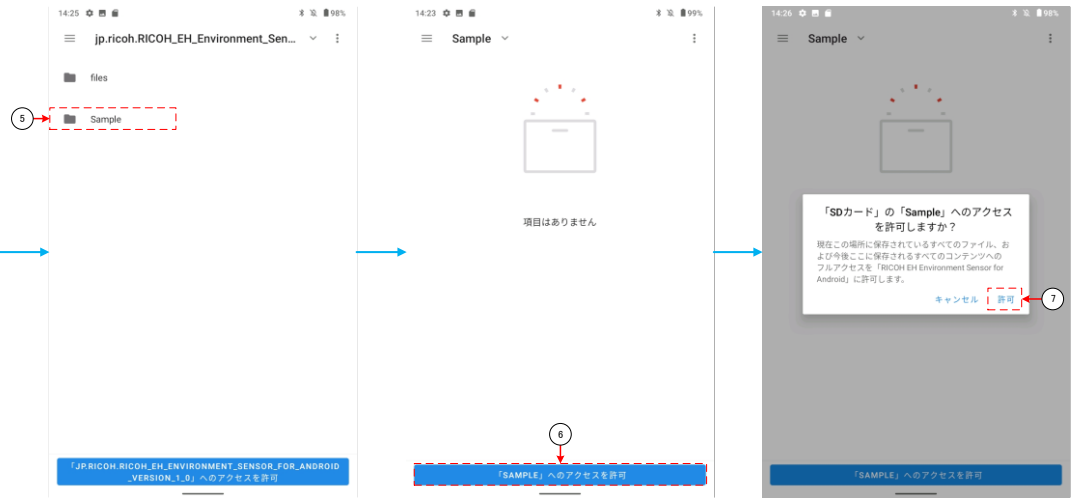 14:25
98%
jp.ricoh.RICOH_EH_Environment_Sen...
files
5
Sample
「JP.RICOH.RICOH_EH_ENVIRONMENT_SENSOR_FOR_ANDROID
_VERSION_1_0」へのアクセスを許可
14:23
99%
Sample
項目はありません
6
「SAMPLE」へのアクセスを許可
14:26
98%
Sample
「SDカード」の「Sample」へのアクセス
を許可しますか？
現在この場所に保存されているすべてのファイル、お
よび今後ここに保存されるすべてのコンテンツへの
フルアクセスを「RICOH EH Environment Sensor for
Android」に許可します。
キャンセル
許可
7
「SAMPLE」へのアクセスを許可